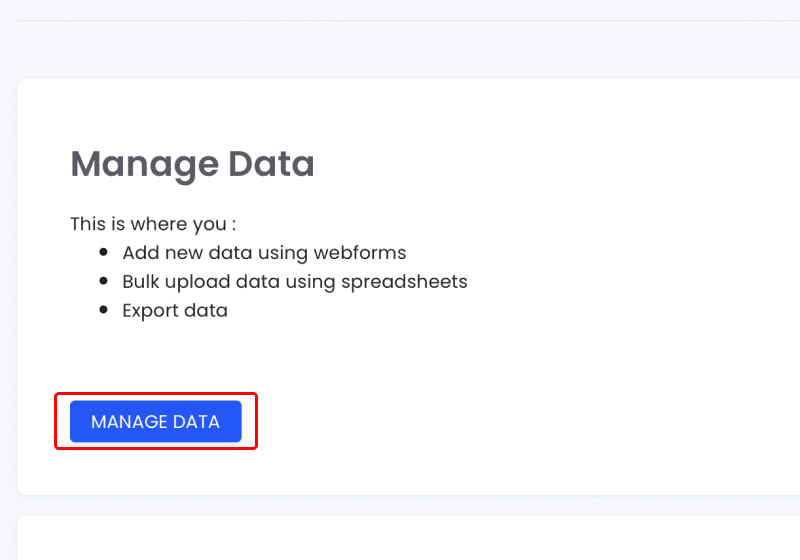 Manage Data
This is where you :
Add new data using webforms
Bulk upload data using spreadsheets
Export data
MANAGE DATA